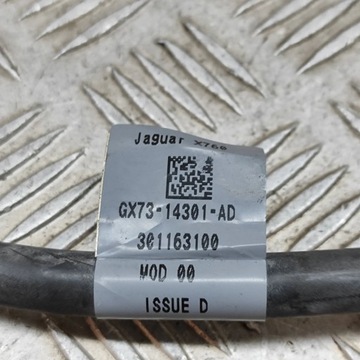 Jaguar X760
GX73-14301-AD
301163100
MOD 00
ISSUE D